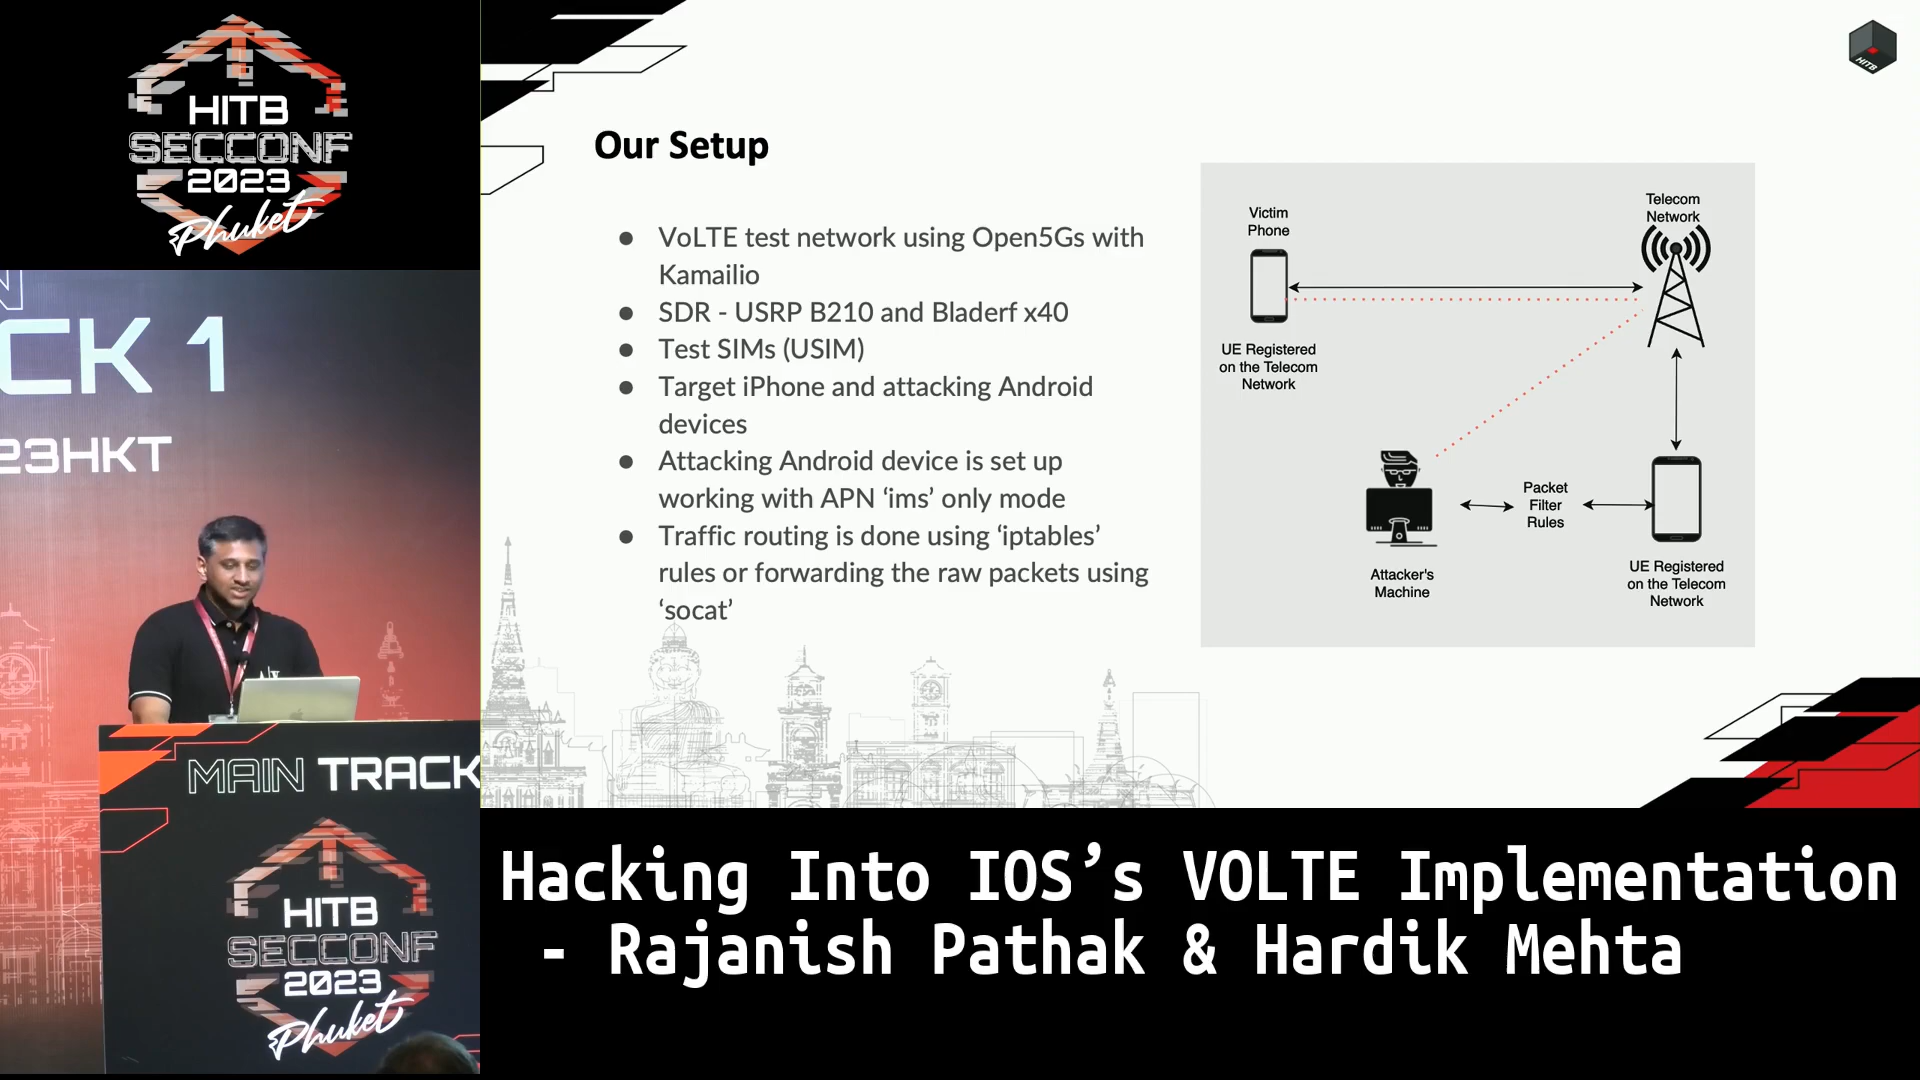 HITB
SECCONF
2023
Phuket
N
CK 1
23HKT
MAIN TRACK
HITB
SECCONF
2023
Phuket
HITB
Our Setup
● VoLTE test network using Open5Gs with
Kamailio
● SDR - USRP B210 and Bladerf x40
● Test SIMs (USIM)
● Target iPhone and attacking Android
devices
● Attacking Android device is set up
working with APN ‘ims’ only mode
● Traffic routing is done using ‘iptables’
rules or forwarding the raw packets using
‘socat’
Victim
Phone
Telecom
Network
UE Registered
on the Telecom
Network
Packet
Filter
Rules
Attacker's
Machine
UE Registered
on the Telecom
Network
Hacking Into IOS’s VOLTE Implementation
- Rajanish Pathak & Hardik Mehta